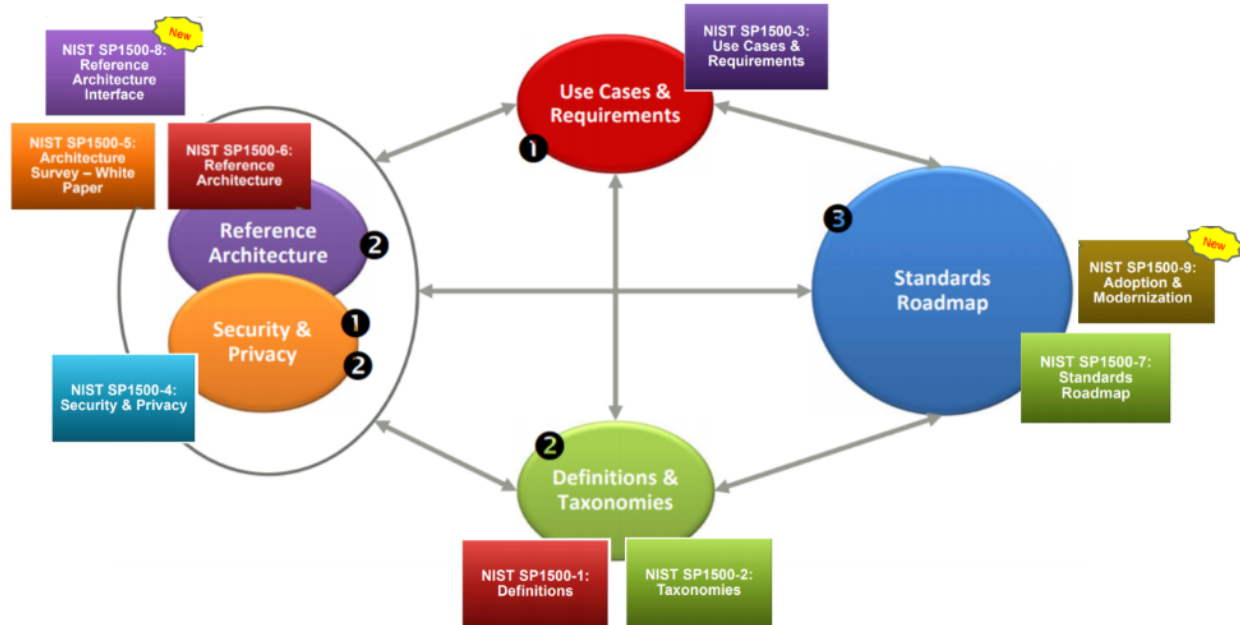 New
NIST SP1500-8:
Reference
Architecture
Interface
NIST SP1500-3:
Use Cases &
Requirements
Use Cases &
Requirements
1
NIST SP1500-5:
Architecture
Survey – White
Paper
NIST SP1500-6:
Reference
Architecture
Reference
Architecture
2
Security &
Privacy
1
2
NIST SP1500-4:
Security & Privacy
3
Standards
Roadmap
New
NIST SP1500-9:
Adoption &
Modernization
NIST SP1500-7:
Standards
Roadmap
2
Definitions &
Taxonomies
NIST SP1500-1:
Definitions
NIST SP1500-2:
Taxonomies